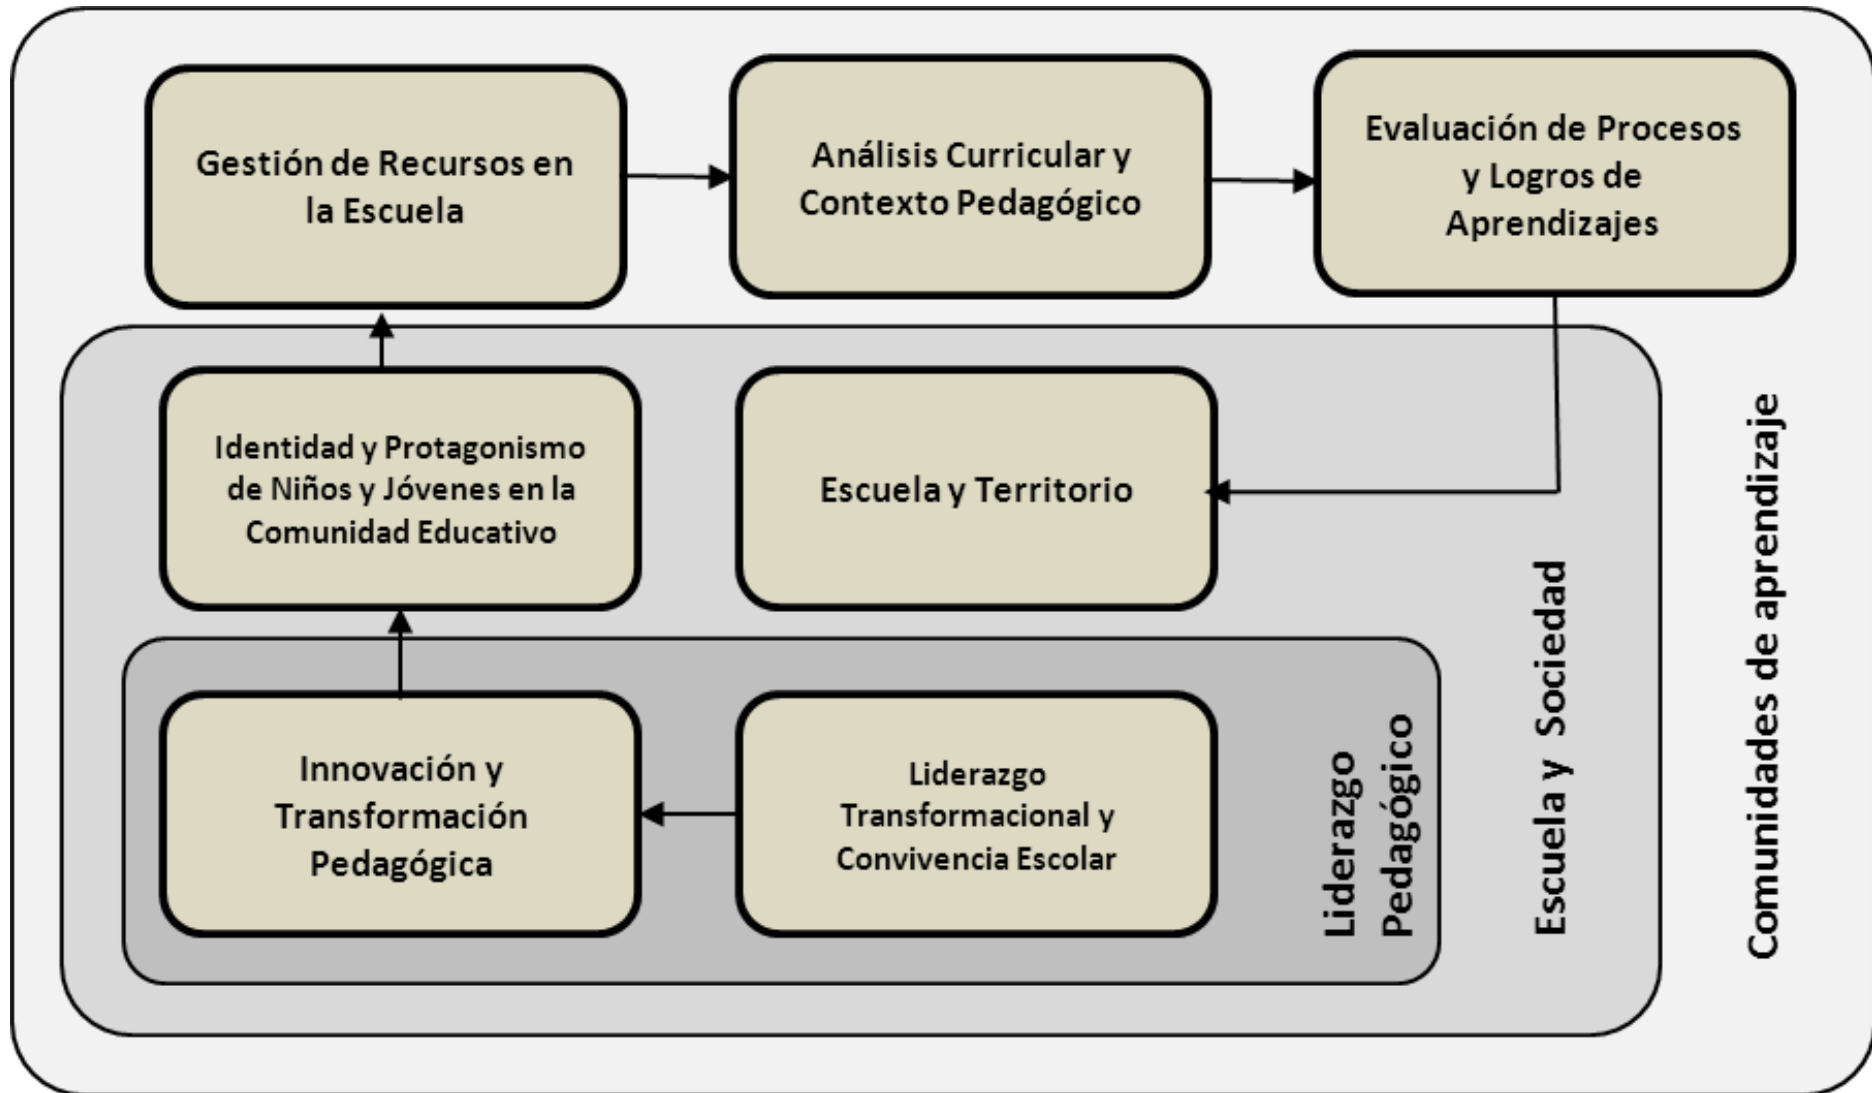 Gestión de Recursos en
la Escuela
Análisis Curricular y
Contexto Pedagógico
Evaluación de Procesos
y Logros de
Aprendizajes
Identidad y Protagonismo
de Niños y Jóvenes en la
Comunidad Educativo
Escuela y Territorio
Innovación y
Transformación
Pedagógica
Liderazgo
Transformacional y
Convivencia Escolar
Liderazgo
Pedagógico
Escuela y Sociedad
Comunidades de aprendizaje